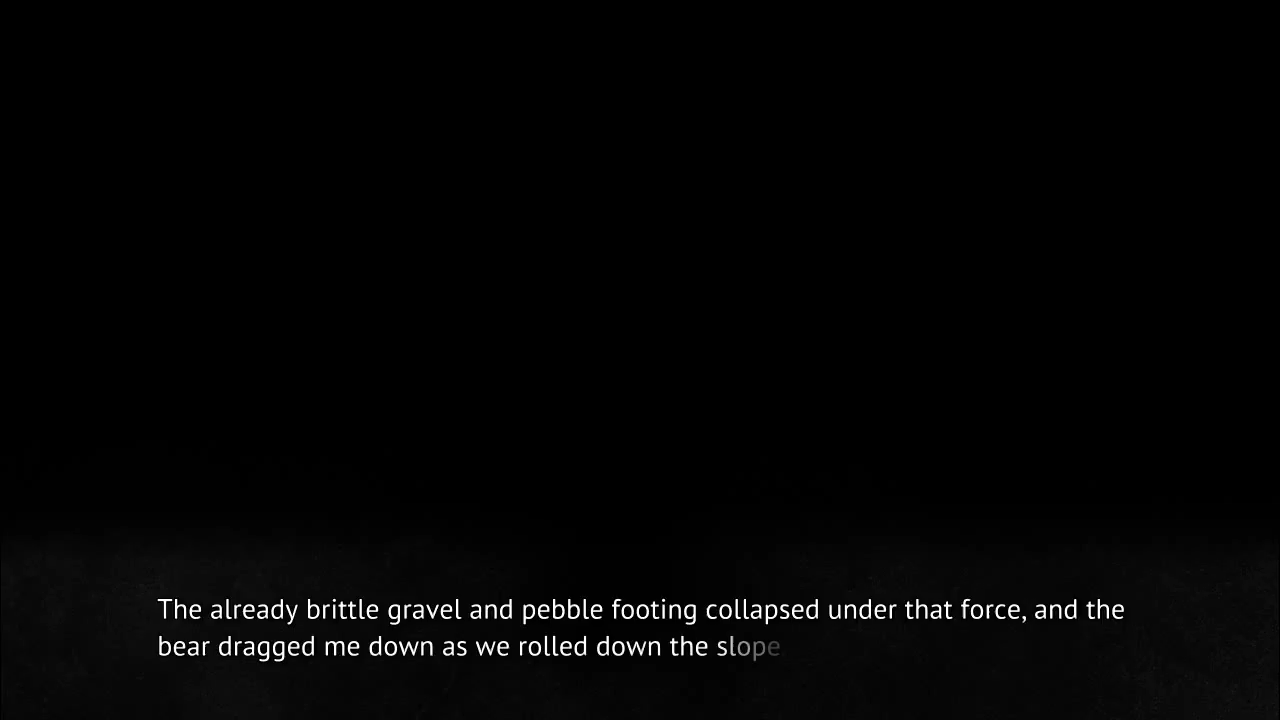 The already brittle gravel and pebble footing collapsed under that force, and the
bear dragged me down as we rolled down the slope